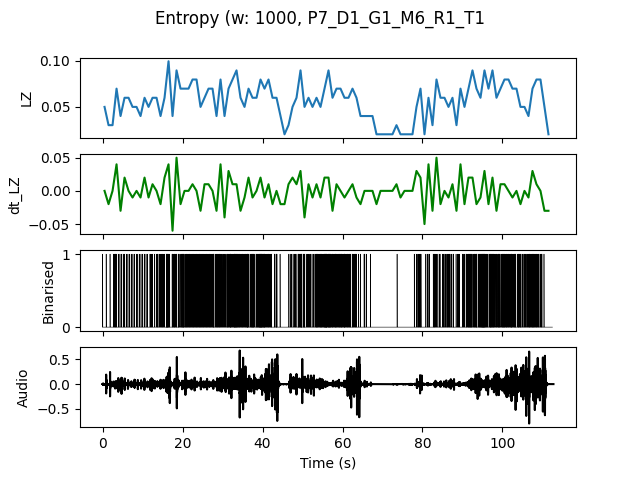 Entropy (w: 1000, P7_D1_G1_M6_R1_T1
0.10
0.05
LZ
0.05
0.00
−0.05
dt_LZ
1
0
Binarised
0.5
0.0
−0.5
Audio
0 20 40 60 80 100
Time (s)